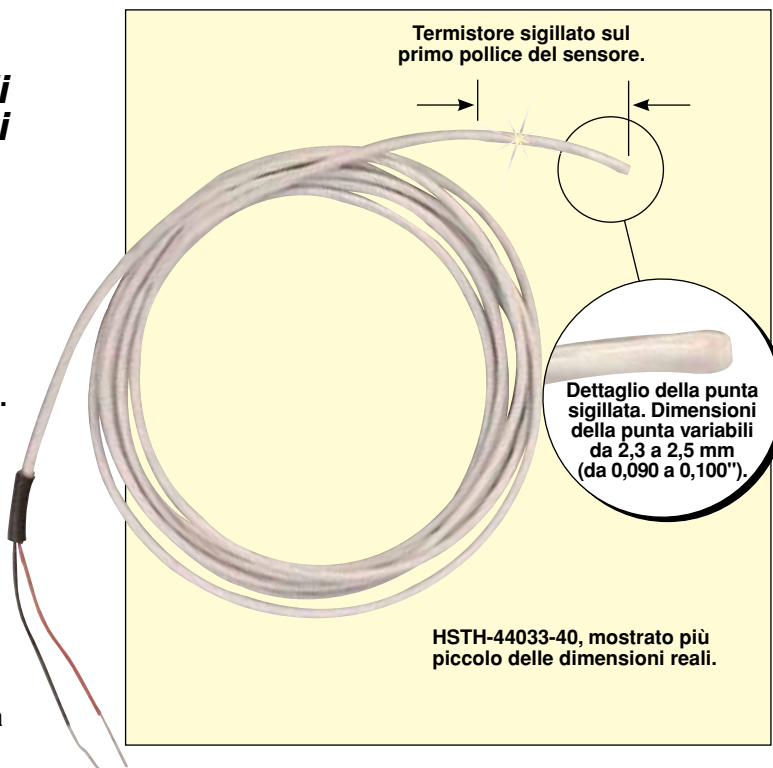 Termistore sigillato sul
primo pollice del sensore.
Dettaglio della punta
sigillata. Dimensioni
della punta variabili
da 2,3 a 2,5 mm
(da 0,090 a 0,100").
HSTH-44033-40, mostrato più
piccolo delle dimensioni reali.